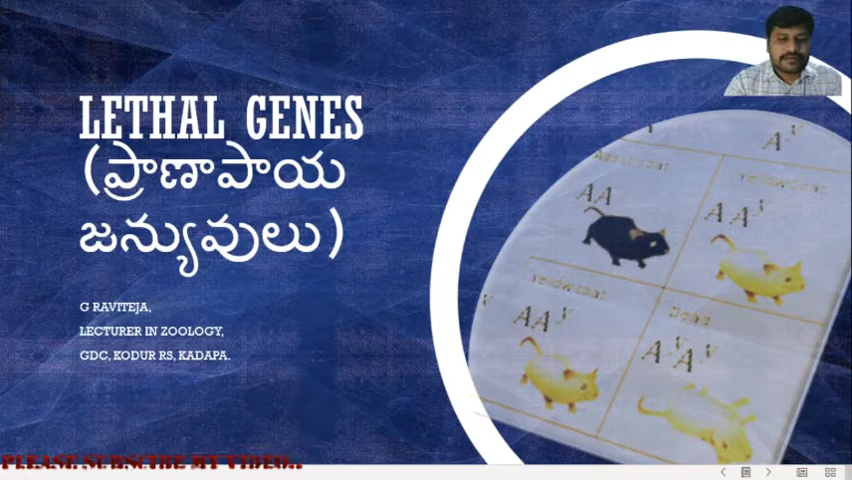 LETHAL GENES
(ప్రాణాపాయ
జన్యువులు)
G RAVITEJA,
LECTURER IN ZOOLOGY,
GDC, KODUR RS, KADAPA.
A^y
Yellow coat
AA
AA^y
Yellow coat
AA^y
Dead
A^yA^y
PLEASE SUBSCIBE MY VIDEO..